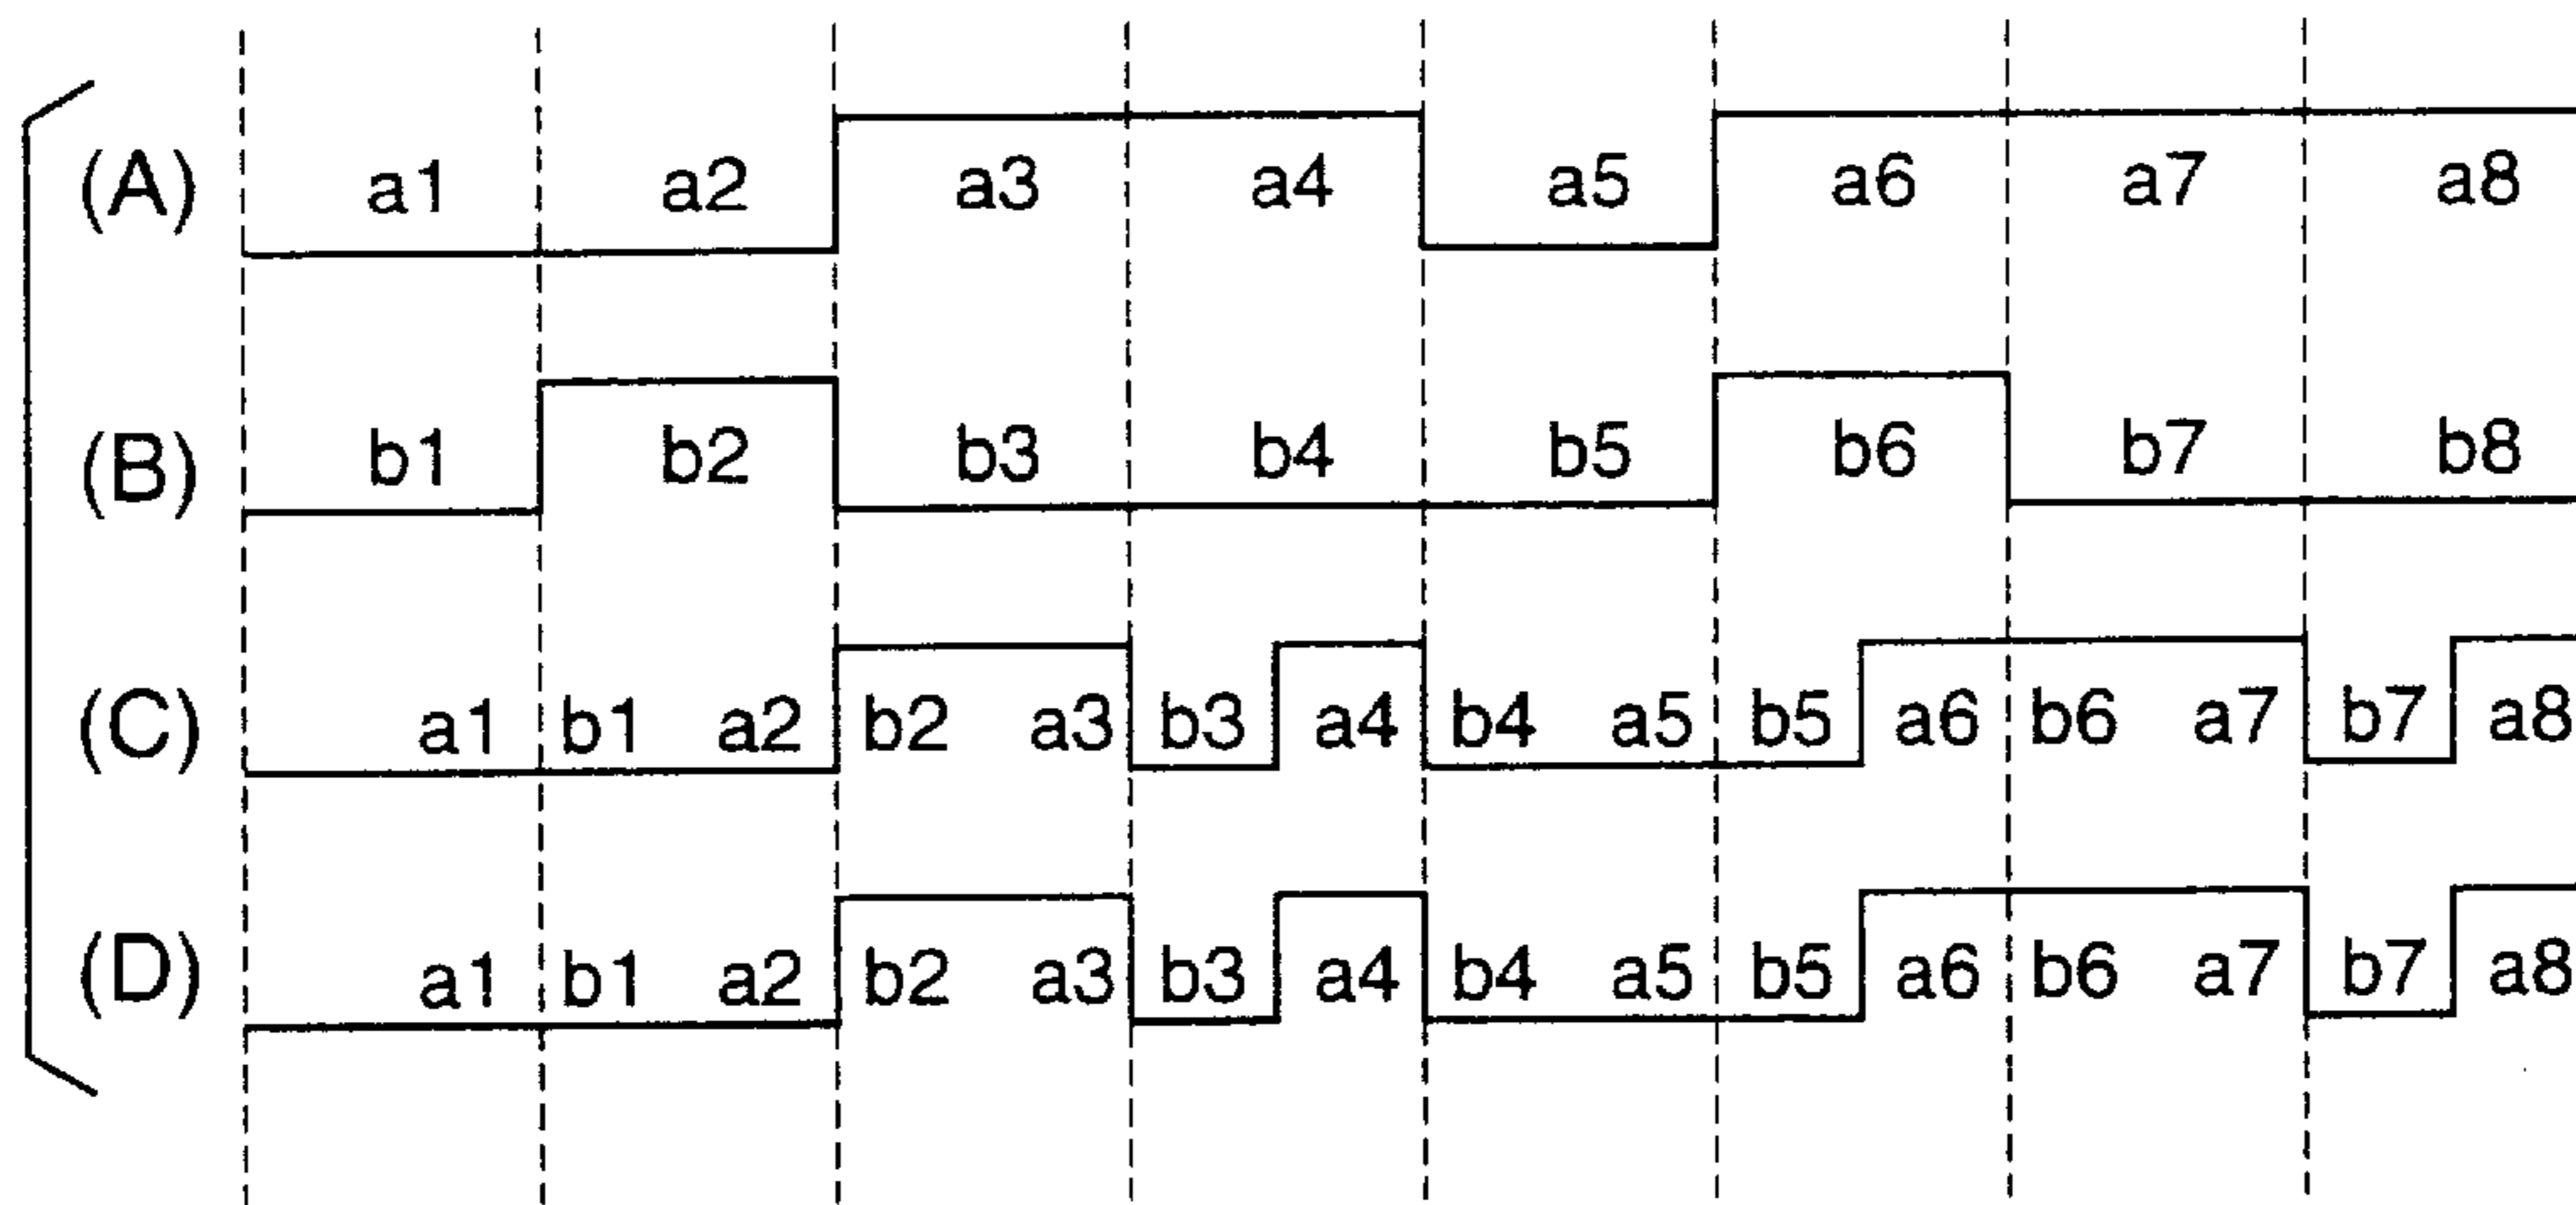 (A) a1 a2 a3 a4 a5 a6 a7 a8
(B) b1 b2 b3 b4 b5 b6 b7 b8
(C) a1 b1 a2 b2 a3 b3 a4 b4 a5 b5 a6 b6 a7 b7 a8
(D) a1 b1 a2 b2 a3 b3 a4 b4 a5 b5 a6 b6 a7 b7 a8